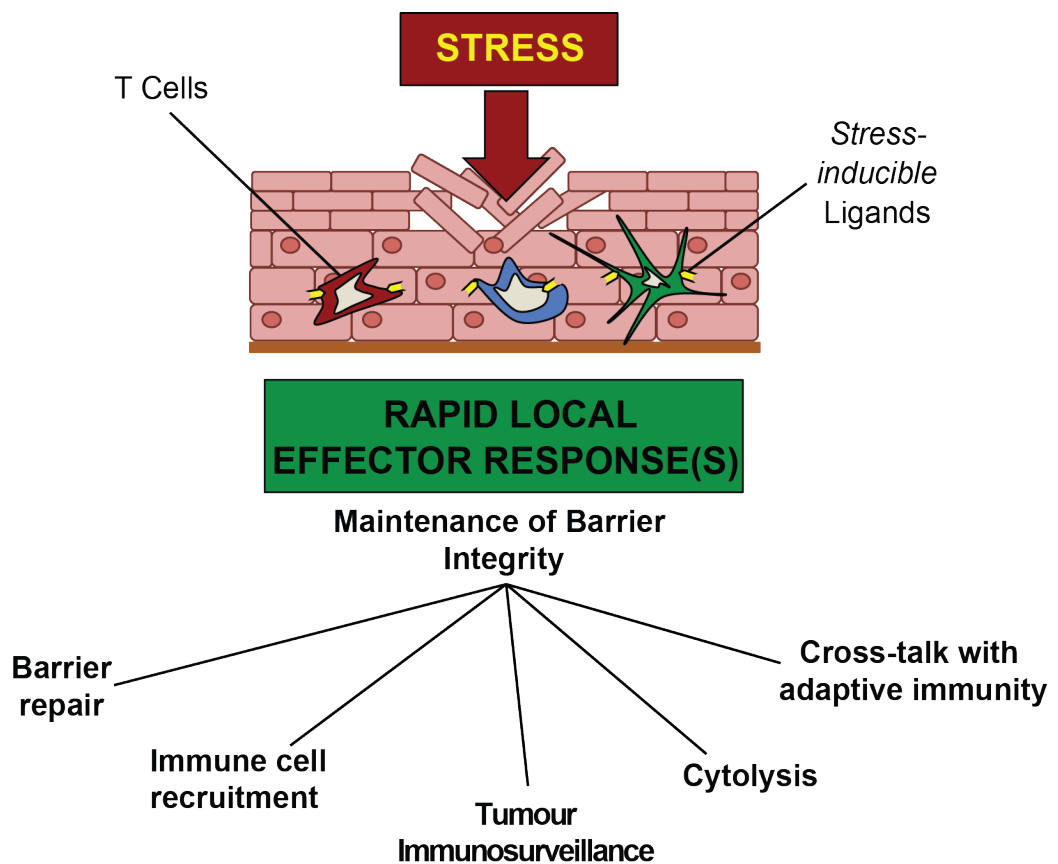 STRESS
T Cells
Stress-
inducible
Ligands
RAPID LOCAL
EFFECTOR RESPONSE(S)
Maintenance of Barrier
Integrity
Barrier
repair
Immune cell
recruitment
Tumour
Immunosurveillance
Cytolysis
Cross-talk with
adaptive immunity